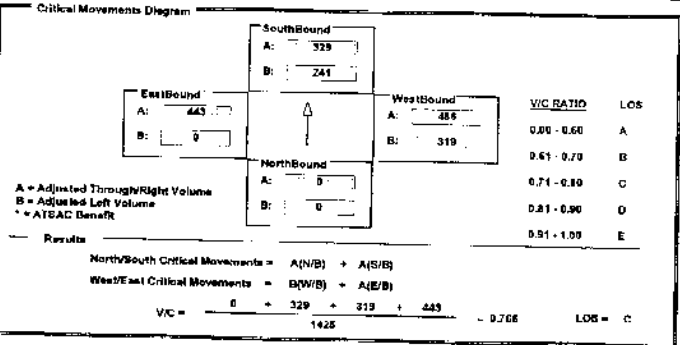 Critical Movements Diagram
SouthBound
A: 329
B: 241
EastBound
A: 443
B: 0
WestBound
A: 486
B: 319
NorthBound
A: 0
B: 0
V/C RATIO LOS
0.00 - 0.60 A
0.61 - 0.70 B
0.71 - 0.80 C
0.81 - 0.90 D
0.91 - 1.00 E
A = Adjusted Through/Right Volume
B = Adjusted Left Volume
* = ATSAC Benefit
Results
North/South Critical Movements = A(N/B) + A(S/B)
West/East Critical Movements = B(W/B) + A(E/B)
V/C = 0 + 329 + 319 + 443
1425
= 0.766 LOS = C